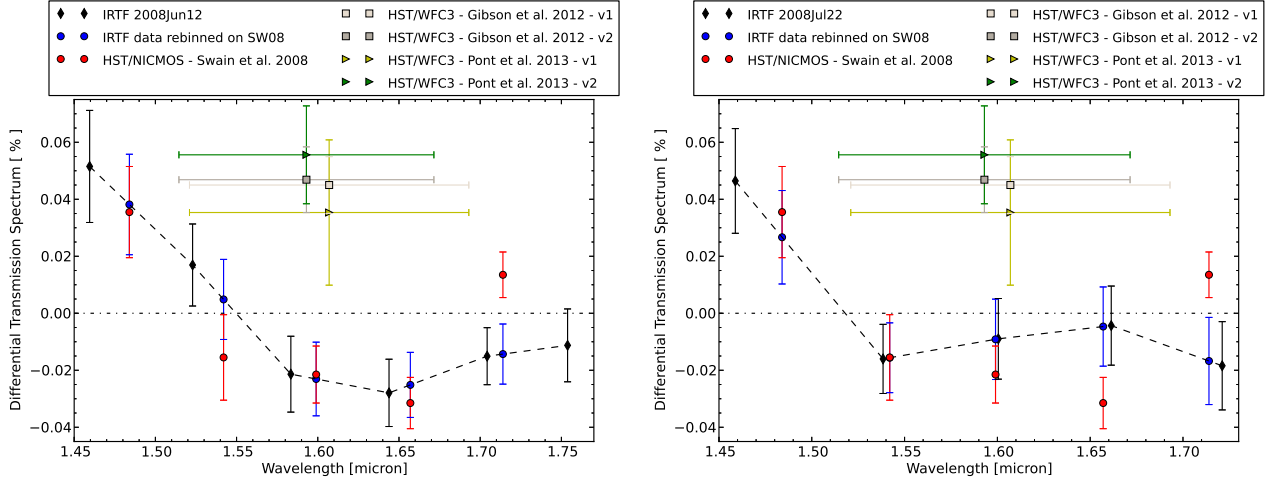 IRTF 2008Jun12
IRTF data rebinned on SW08
HST/NICMOS - Swain et al. 2008
HST/WFC3 - Gibson et al. 2012 - v1
HST/WFC3 - Gibson et al. 2012 - v2
HST/WFC3 - Pont et al. 2013 - v1
HST/WFC3 - Pont et al. 2013 - v2
Differential Transmission Spectrum [ % ]
0.06
0.04
0.02
0.00
−0.02
−0.04
1.45 1.50 1.55 1.60 1.65 1.70 1.75
Wavelength [micron]
IRTF 2008Jul22
IRTF data rebinned on SW08
HST/NICMOS - Swain et al. 2008
HST/WFC3 - Gibson et al. 2012 - v1
HST/WFC3 - Gibson et al. 2012 - v2
HST/WFC3 - Pont et al. 2013 - v1
HST/WFC3 - Pont et al. 2013 - v2
Differential Transmission Spectrum [ % ]
0.06
0.04
0.02
0.00
−0.02
−0.04
1.45 1.50 1.55 1.60 1.65 1.70
Wavelength [micron]